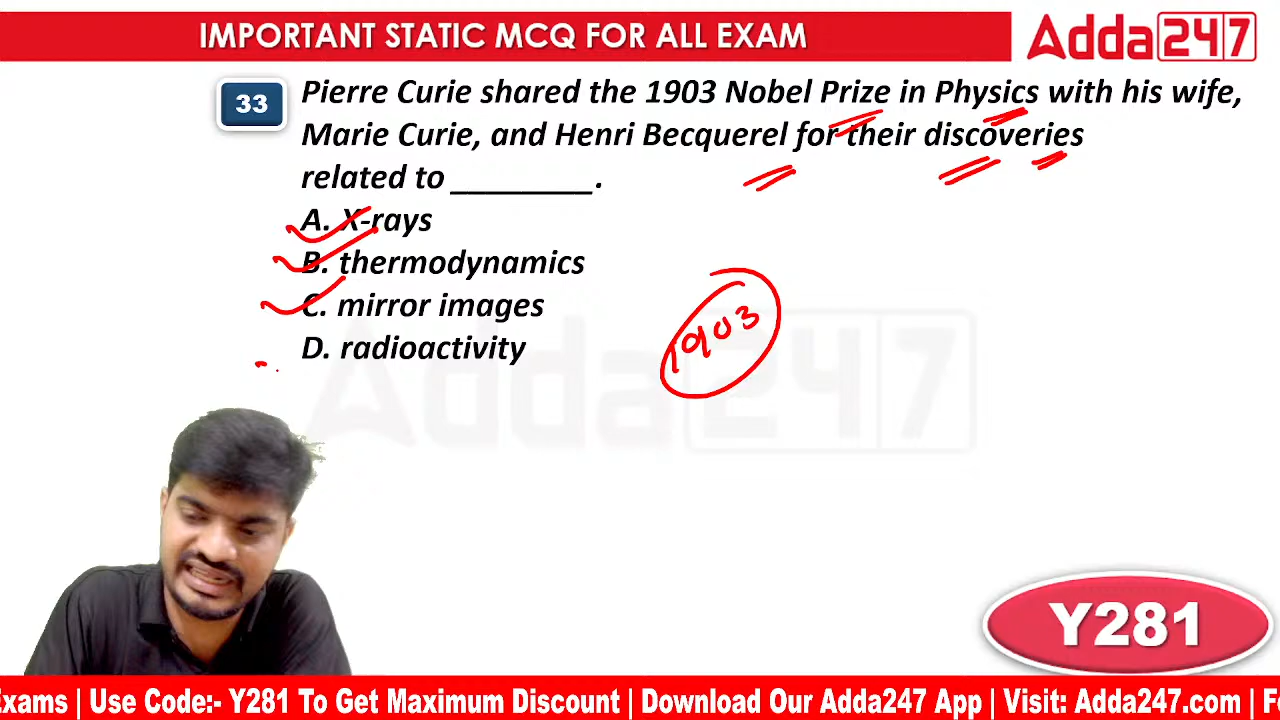 IMPORTANT STATIC MCQ FOR ALL EXAM
Adda247
33
Pierre Curie shared the 1903 Nobel Prize in Physics with his wife,
Marie Curie, and Henri Becquerel for their discoveries
related to ________.
A. X-rays
B. thermodynamics
C. mirror images
D. radioactivity
1903
Adda247
Y281
Exams | Use Code:- Y281 To Get Maximum Discount | Download Our Adda247 App | Visit: Adda247.com | F